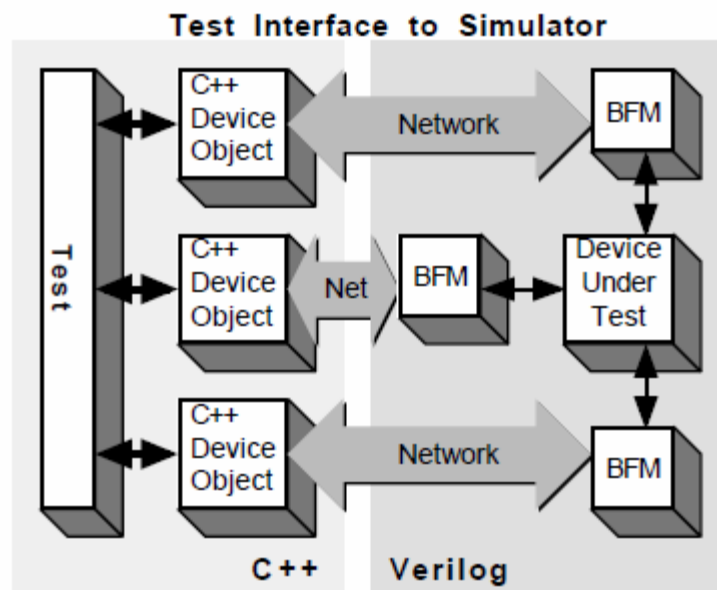 Test Interface to Simulator
C++
Device
Object
Network
BFM
Test
C++
Device
Object
Net
BFM
Device
Under
Test
C++
Device
Object
Network
BFM
C++
Verilog